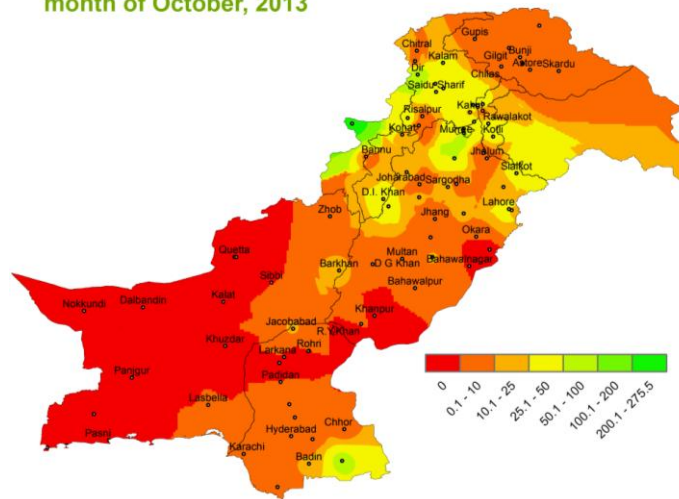 month of October, 2013
Gupis
Chitral
Kalam
Gilgit
Bunji
Astore
Skardu
Dir
Chilas
Saidu Sharif
Kakul
Risalpur
Rawalakot
Kohat
Murree
Kotli
Bannu
Jhelum
Sialkot
Joharabad
Sargodha
D.I. Khan
Lahore
Zhob
Jhang
Okara
Quetta
Multan
Barkhan
D G Khan
Bahawalnagar
Sibbi
Bahawalpur
Kalat
Dalbandin
Nokkundi
Khanpur
Jacobabad
R.Y.Khan
Khuzdar
Rohri
Larkana
Padidan
Panjgur
Lasbella
Chhor
Hyderabad
Pasni
Karachi
Badin
0
0.1 - 10
10.1 - 25
25.1 - 50
50.1 - 100
100.1 - 200
200.1 - 275.5